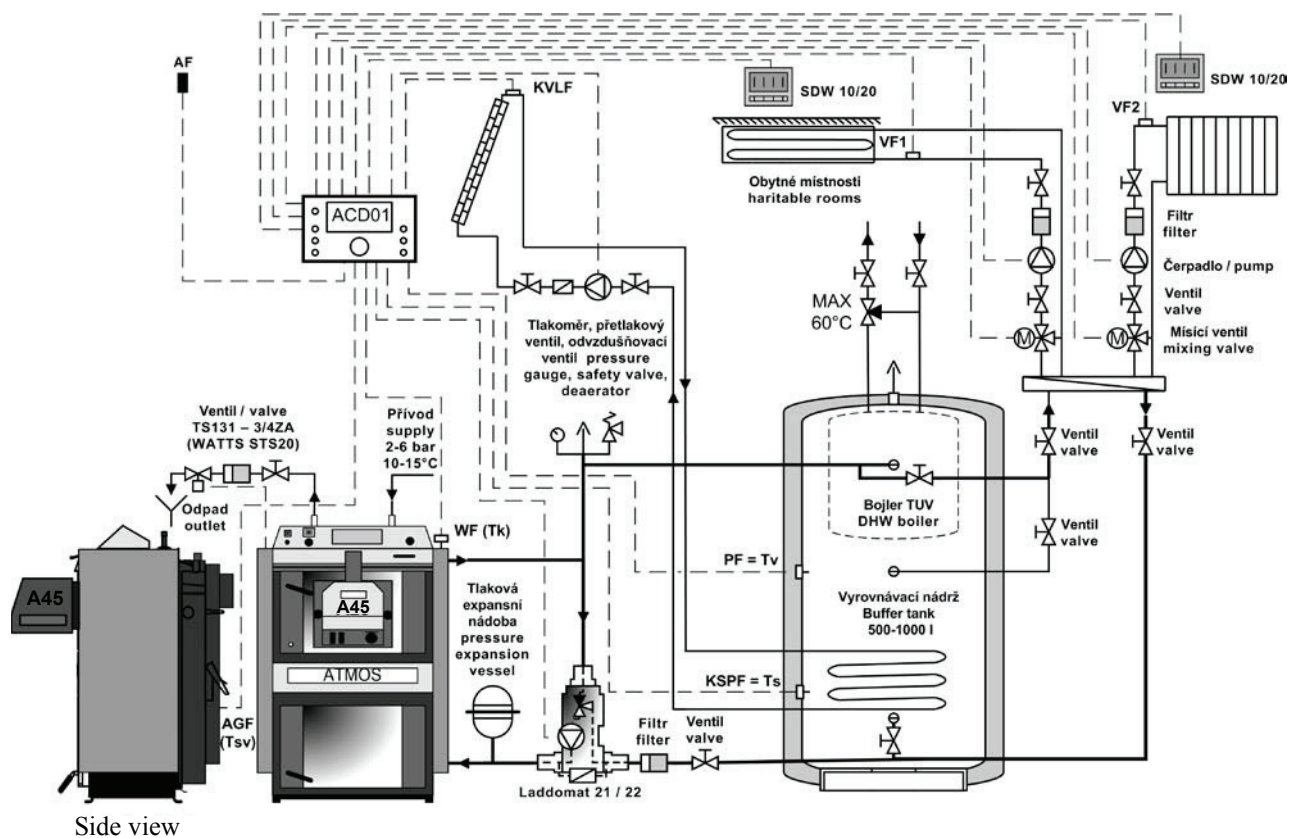 AF
KVLF
SDW 10/20
SDW 10/20
VF2
VF1
ACD01
Obytné místnosti
haritable rooms
Filtr
filter
Čerpadlo / pump
Ventil
valve
Mísící ventil
mixing valve
M
M
MAX
60°C
Tlakoměr, přetlakový
ventil, odvzdušňovací
ventil pressure
gauge, safety valve,
deaerator
Ventil / valve
TS131 – 3/4ZA
(WATTS STS20)
Přívod
supply
2-6 bar
10-15°C
Odpad
outlet
WF (Tk)
Ventil
valve
Ventil
valve
Bojler TUV
DHW boiler
Ventil
valve
PF = Tv
Vyrovnávací nádrž
Buffer tank
500-1000 l
A45
A45
ATMOS
Tlaková
expansní
nádoba
pressure
expansion
vessel
KSPF = Ts
AGF
(Tsv)
Filtr
filter
Ventil
valve
Laddomat 21 / 22
Side view